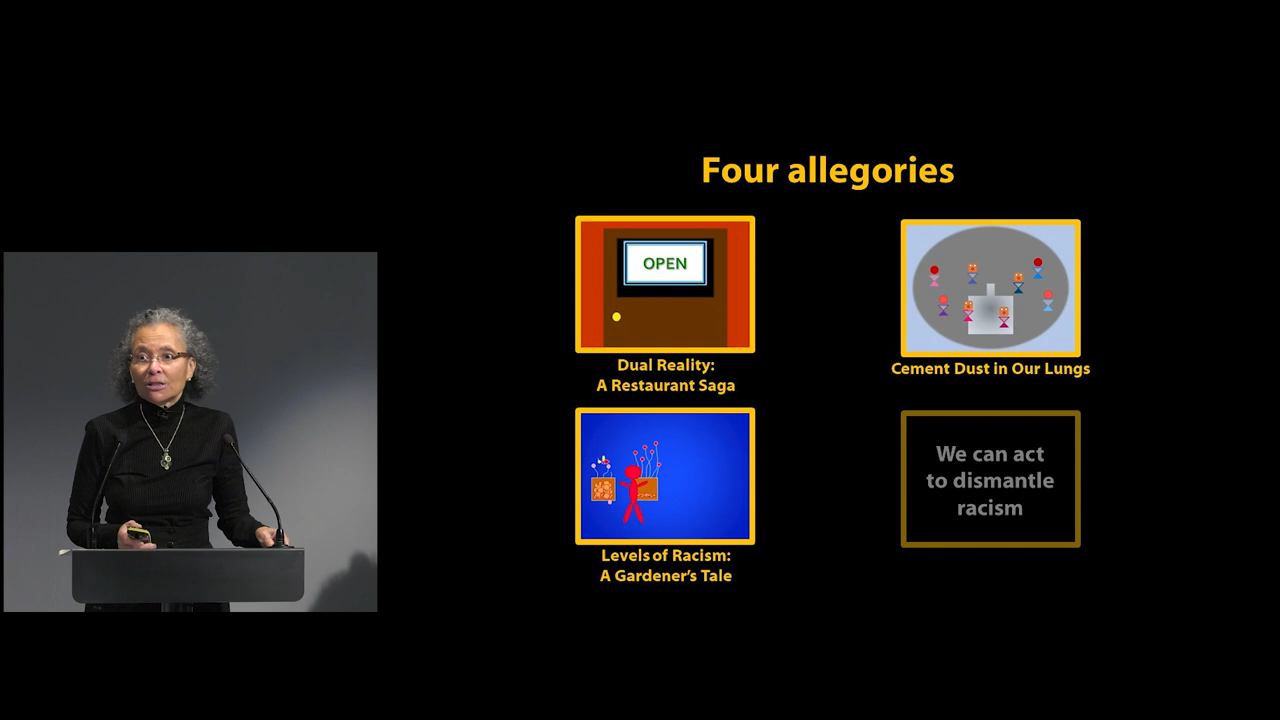 Four allegories
OPEN
Dual Reality:
A Restaurant Saga
Cement Dust in Our Lungs
Levels of Racism:
A Gardener's Tale
We can act
to dismantle
racism